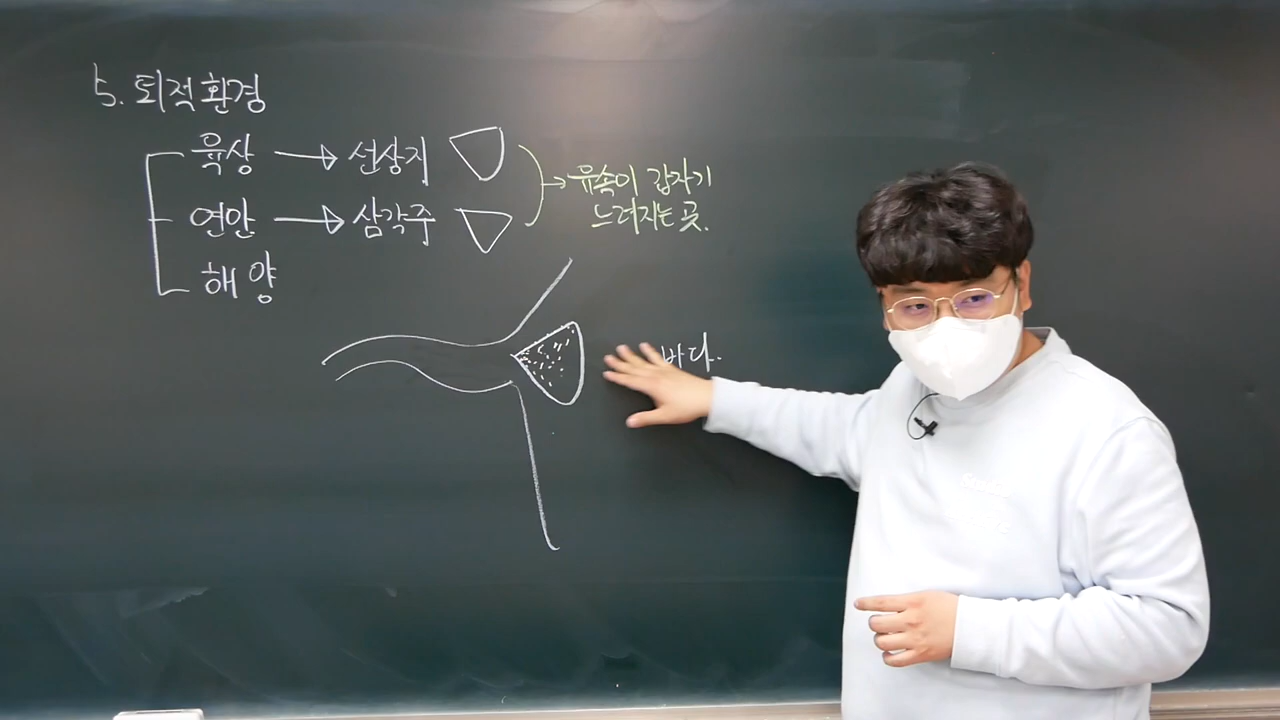 5. 퇴적환경
육상 → 선상지
연안 → 삼각주
해양
→ 유속이 갑자기
느려지는 곳.
바다.